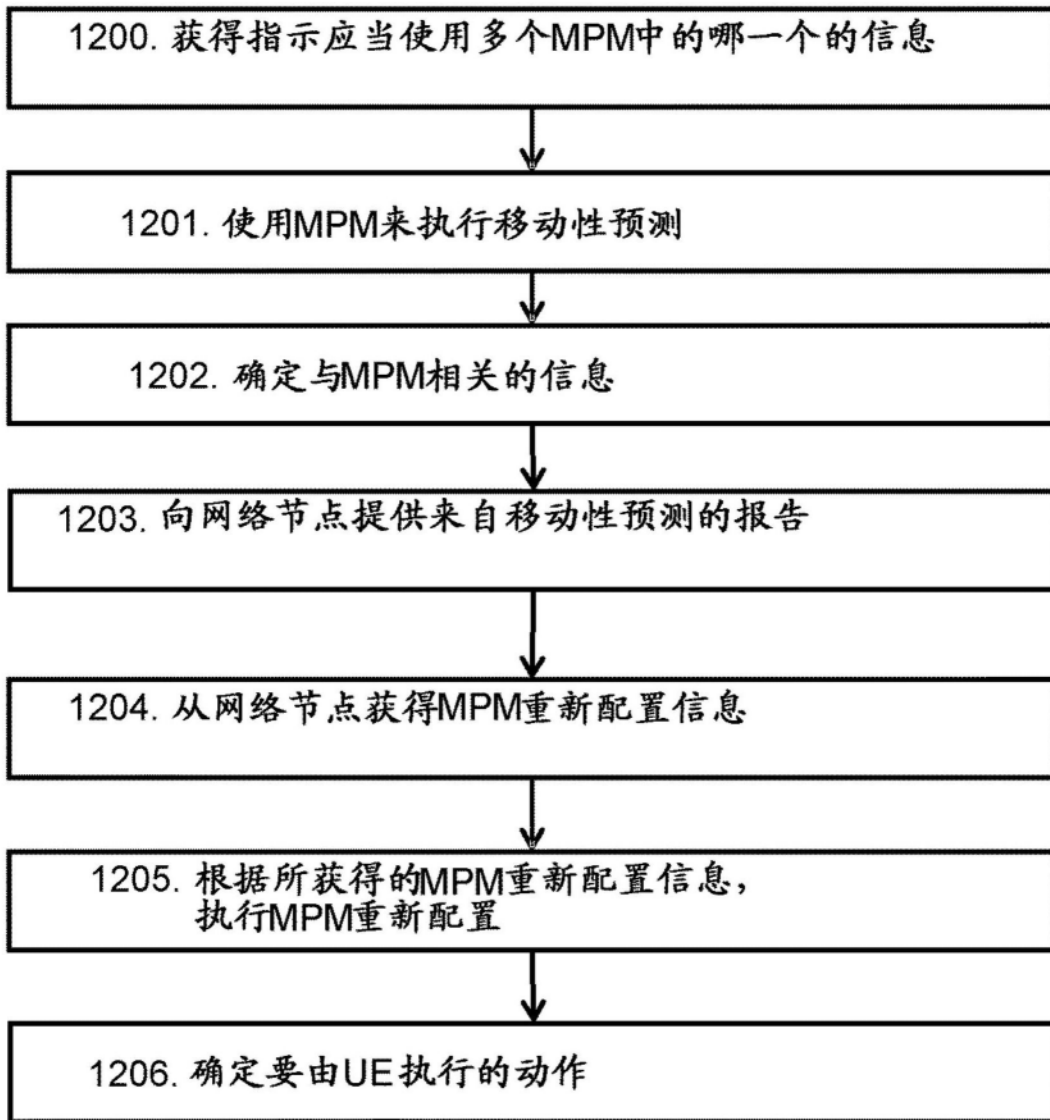 1200. 获得指示应当使用多个MPM中的哪一个的信息
1201. 使用MPM来执行移动性预测
1202. 确定与MPM相关的信息
1203. 向网络节点提供来自移动性预测的报告
1204. 从网络节点获得MPM重新配置信息
1205. 根据所获得的MPM重新配置信息，
执行MPM重新配置
1206. 确定要由UE执行的动作